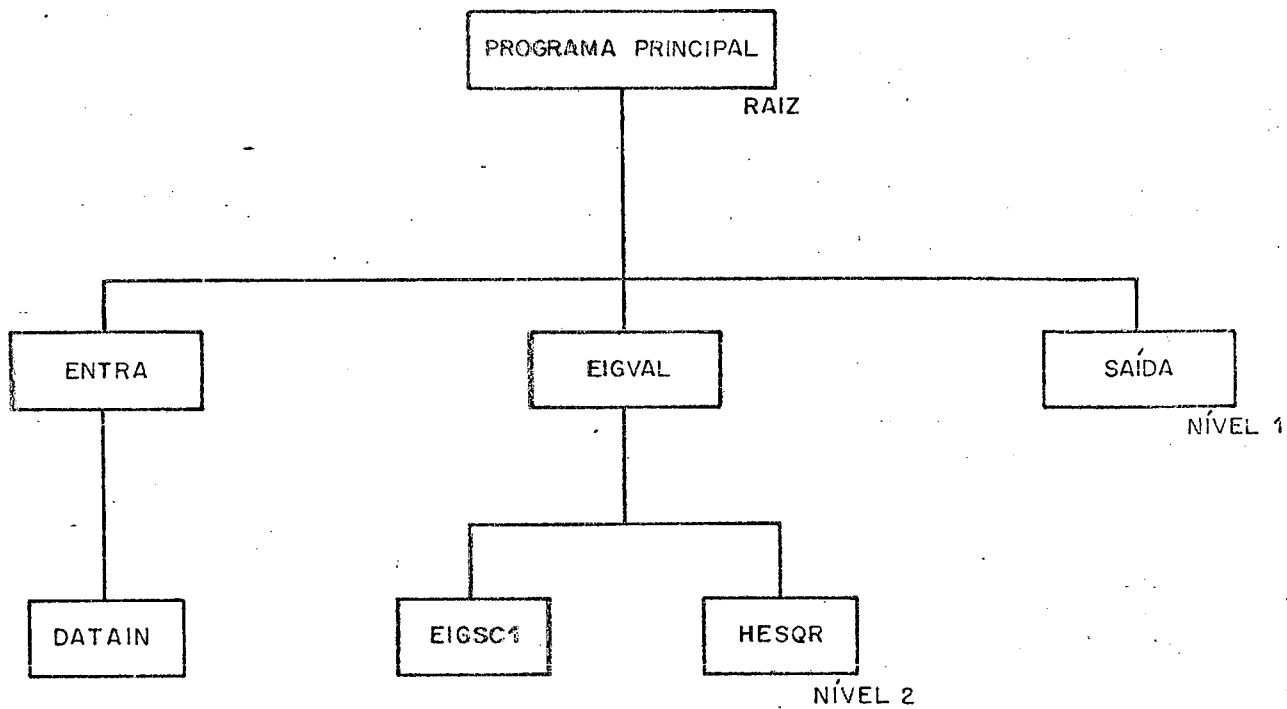 PROGRAMA PRINCIPAL
RAIZ
ENTRA
EIGVAL
SAÍDA
NÍVEL 1
DATAIN
EIGSC1
HESQR
NÍVEL 2